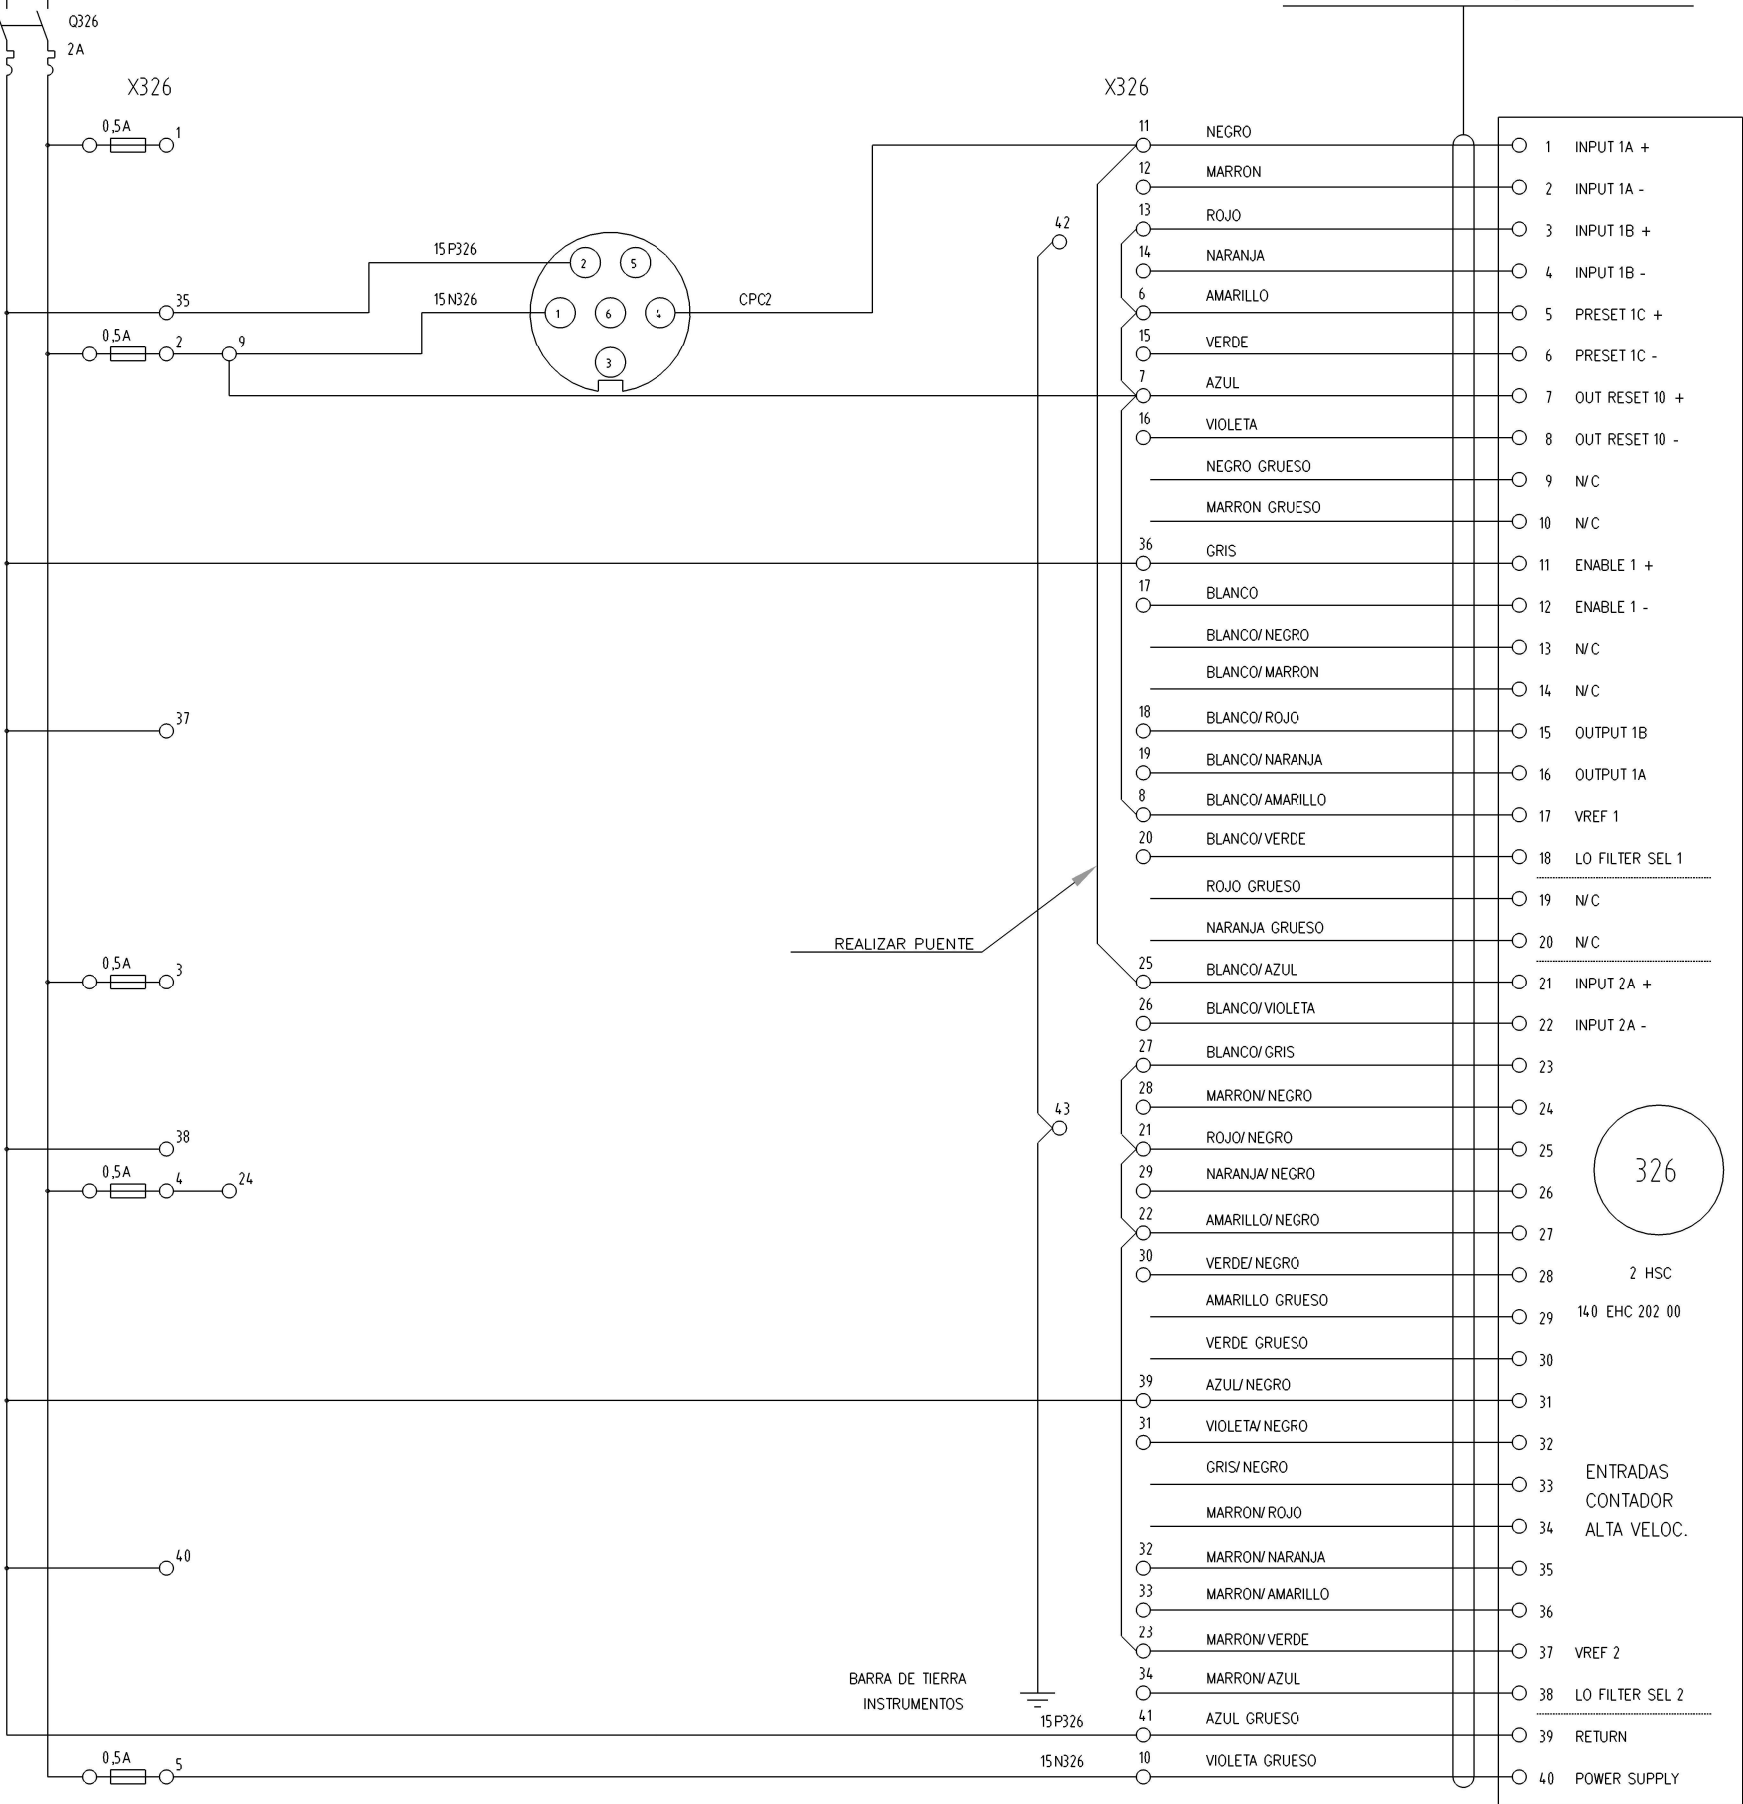 Q326
2A
X326
X326
0,5A
1
11
NEGRO
1
INPUT 1A +
12
MARRON
2
INPUT 1A -
42
13
ROJO
3
INPUT 1B +
15P326
2
5
14
NARANJA
4
INPUT 1B -
35
15N326
1
6
4
CPC2
6
AMARILLO
5
PRESET 1C +
0,5A
2
9
3
15
VERDE
6
PRESET 1C -
7
AZUL
7
OUT RESET 10 +
16
VIOLETA
8
OUT RESET 10 -
NEGRO GRUESO
9
N/C
MARRON GRUESO
10
N/C
36
GRIS
11
ENABLE 1 +
17
BLANCO
12
ENABLE 1 -
BLANCO/NEGRO
13
N/C
BLANCO/MARRON
14
N/C
37
18
BLANCO/ROJO
15
OUTPUT 1B
19
BLANCO/NARANJA
16
OUTPUT 1A
8
BLANCO/AMARILLO
17
VREF 1
20
BLANCO/VERDE
18
LO FILTER SEL 1
ROJO GRUESO
19
N/C
REALIZAR PUENTE
NARANJA GRUESO
20
N/C
0,5A
3
25
BLANCO/AZUL
21
INPUT 2A +
26
BLANCO/VIOLETA
22
INPUT 2A -
27
BLANCO/GRIS
23
43
28
MARRON/NEGRO
24
38
21
ROJO/NEGRO
25
0,5A
4
24
29
NARANJA/NEGRO
26
326
22
AMARILLO/NEGRO
27
30
VERDE/NEGRO
28
2 HSC
AMARILLO GRUESO
29
140 EHC 202 00
VERDE GRUESO
30
39
AZUL/NEGRO
31
31
VIOLETA/NEGRO
32
GRIS/NEGRO
33
MARRON/ROJO
34
ENTRADAS
CONTADOR
ALTA VELOC.
40
32
MARRON/NARANJA
35
33
MARRON/AMARILLO
36
23
MARRON/VERDE
37
VREF 2
BARRA DE TIERRA
INSTRUMENTOS
34
MARRON/AZUL
38
LO FILTER SEL 2
15P326
41
AZUL GRUESO
39
RETURN
0,5A
5
15N326
10
VIOLETA GRUESO
40
POWER SUPPLY